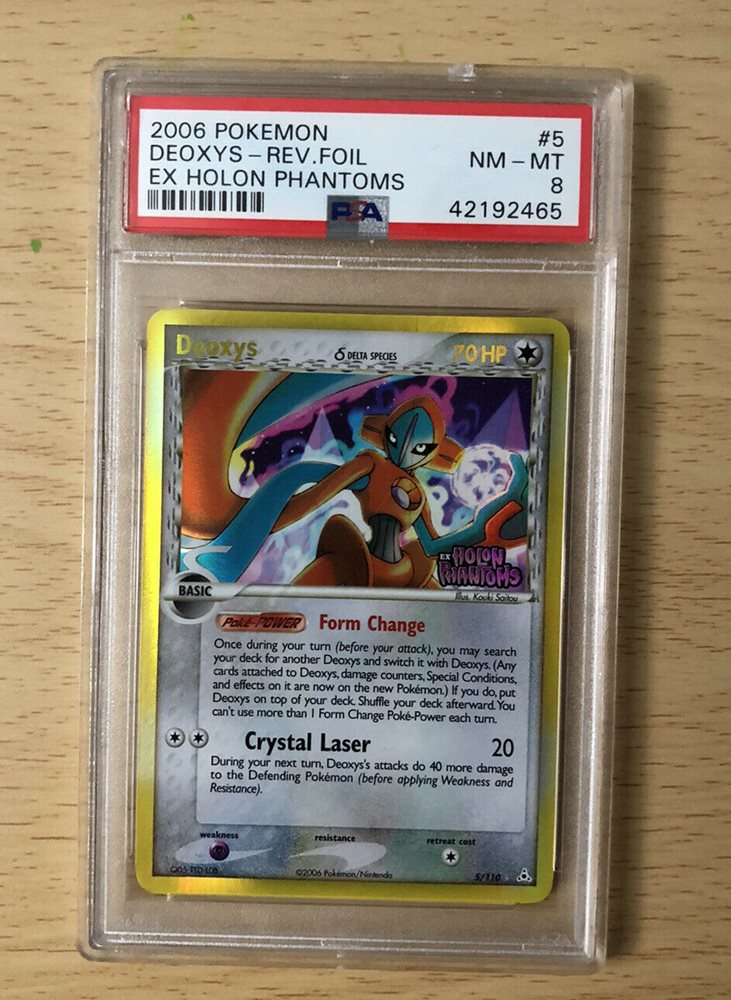 2006 POKEMON #5
DEOXYS - REV.FOIL NM - MT
EX HOLON PHANTOMS 8
PSA 42192465
Deoxys δ DELTA SPECIES 70 HP
EX HOLON
PHANTOMS
BASIC
Illus. Kouki Saitou
Poké-POWER Form Change
Once during your turn (before your attack), you may search
your deck for another Deoxys and switch it with Deoxys. (Any
cards attached to Deoxys, damage counters, Special Conditions,
and effects on it are now on the new Pokémon.) If you do, put
Deoxys on top of your deck. Shuffle your deck afterward. You
can't use more than 1 Form Change Poké-Power each turn.
Crystal Laser 20
During your next turn, Deoxys's attacks do 40 more damage
to the Defending Pokémon (before applying Weakness and
Resistance).
weakness resistance retreat cost
©2006 Pokémon/Nintendo 5/110